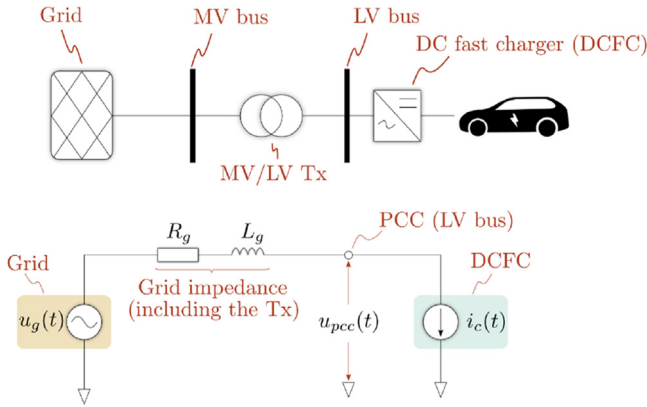 Grid
MV bus
LV bus
DC fast charger (DCFC)
MV/LV Tx
R_g
L_g
PCC (LV bus)
Grid
Grid impedance
(including the Tx)
DCFC
u_g(t)
u_pcc(t)
i_c(t)